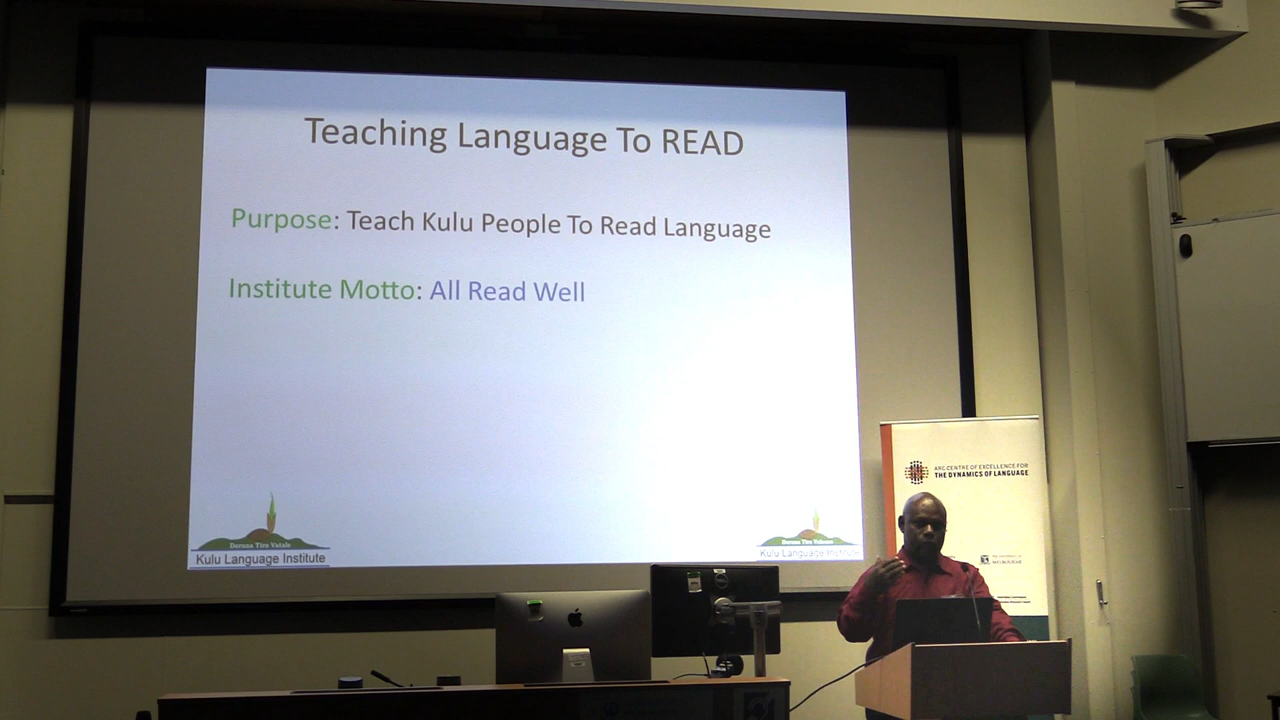 Teaching Language To READ
Purpose: Teach Kulu People To Read Language
Institute Motto: All Read Well
Kulu Language Institute
Kulu Language Institute
ARC CENTRE OF EXCELLENCE FOR
THE DYNAMICS OF LANGUAGE